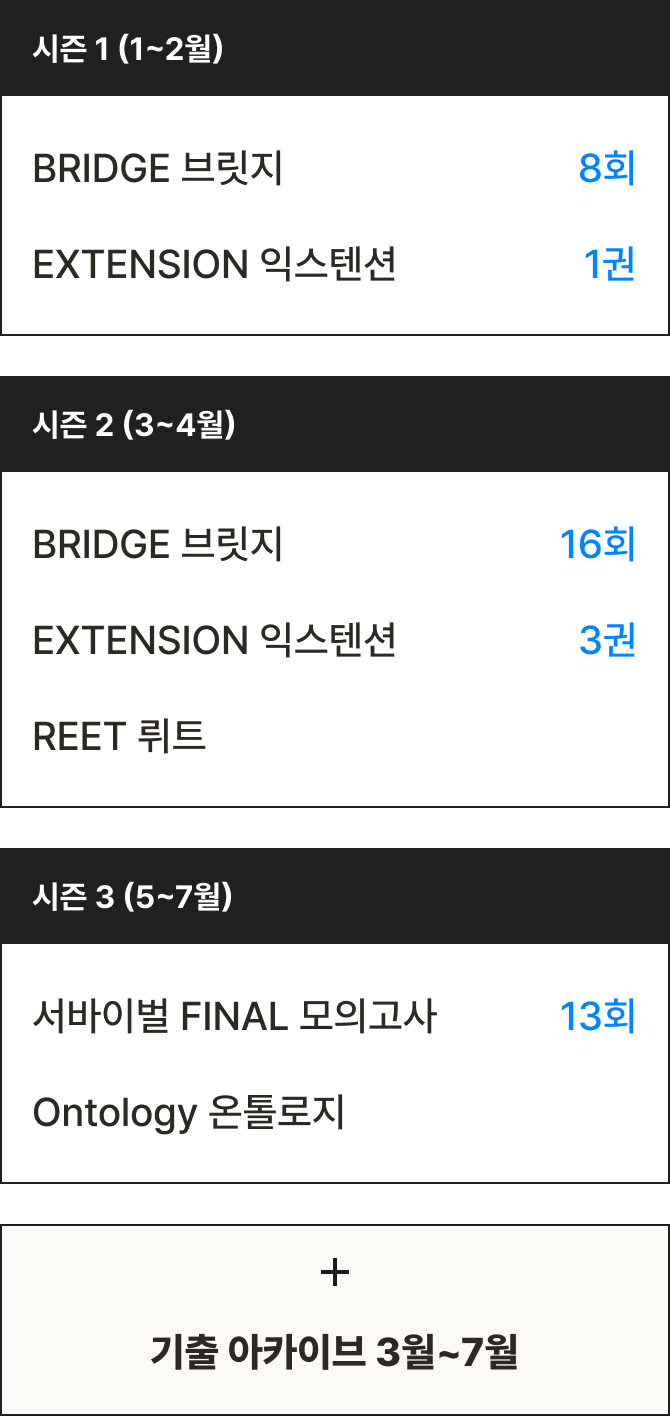 시즌 1 (1~2월)
BRIDGE 브릿지 8회
EXTENSION 익스텐션 1권
시즌 2 (3~4월)
BRIDGE 브릿지 16회
EXTENSION 익스텐션 3권
REET 뤼트
시즌 3 (5~7월)
서바이벌 FINAL 모의고사 13회
Ontology 온톨로지
+
기출 아카이브 3월~7월